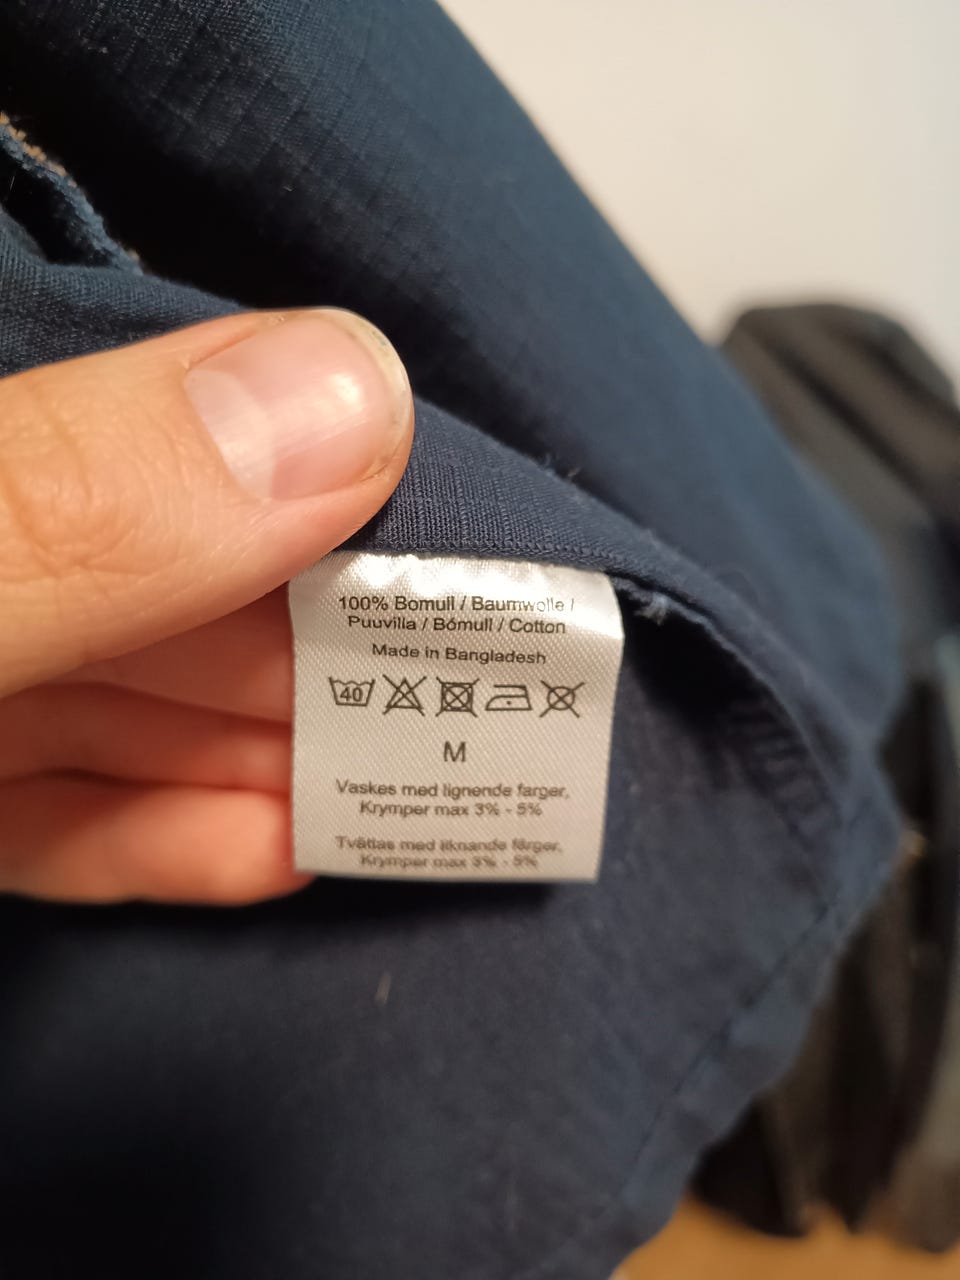 100% Bomull / Baumwolle /
Puuvilla / Bómull / Cotton
Made in Bangladesh
40
M
Vaskes med lignende farger,
Krymper max 3% - 5%
Tvättas med liknande färger,
Krymper max 3% - 5%